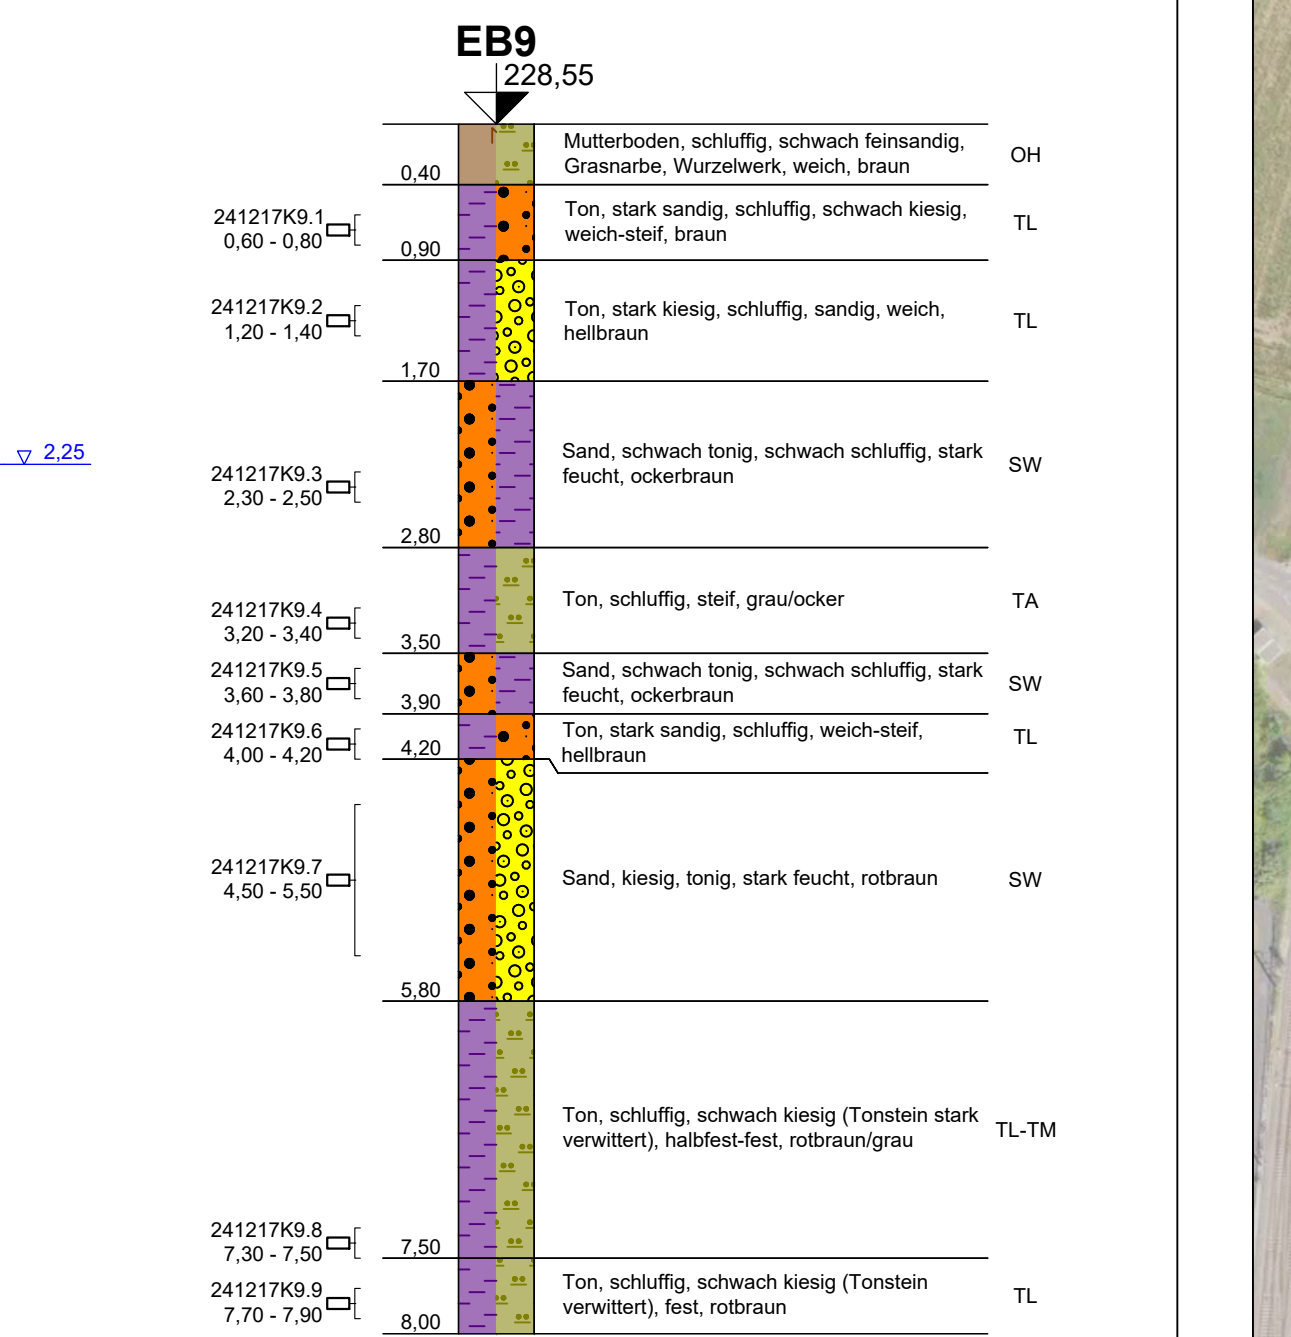 EB9
228,55
Mutterboden, schluffig, schwach feinsandig,
Grasnarbe, Wurzelwerk, weich, braun
OH
0,40
241217K9.1
0,60 - 0,80
Ton, stark sandig, schluffig, schwach kiesig,
weich-steif, braun
TL
0,90
241217K9.2
1,20 - 1,40
Ton, stark kiesig, schluffig, sandig, weich,
hellbraun
TL
1,70
2,25
241217K9.3
2,30 - 2,50
Sand, schwach tonig, schwach schluffig, stark
feucht, ockerbraun
SW
2,80
241217K9.4
3,20 - 3,40
Ton, schluffig, steif, grau/ocker
TA
3,50
241217K9.5
3,60 - 3,80
Sand, schwach tonig, schwach schluffig, stark
feucht, ockerbraun
SW
3,90
241217K9.6
4,00 - 4,20
Ton, stark sandig, schluffig, weich-steif,
hellbraun
TL
4,20
241217K9.7
4,50 - 5,50
Sand, kiesig, tonig, stark feucht, rotbraun
SW
5,80
Ton, schluffig, schwach kiesig (Tonstein stark
verwittert), halbfest-fest, rotbraun/grau
TL-TM
241217K9.8
7,30 - 7,50
7,50
241217K9.9
7,70 - 7,90
Ton, schluffig, schwach kiesig (Tonstein
verwittert), fest, rotbraun
TL
8,00